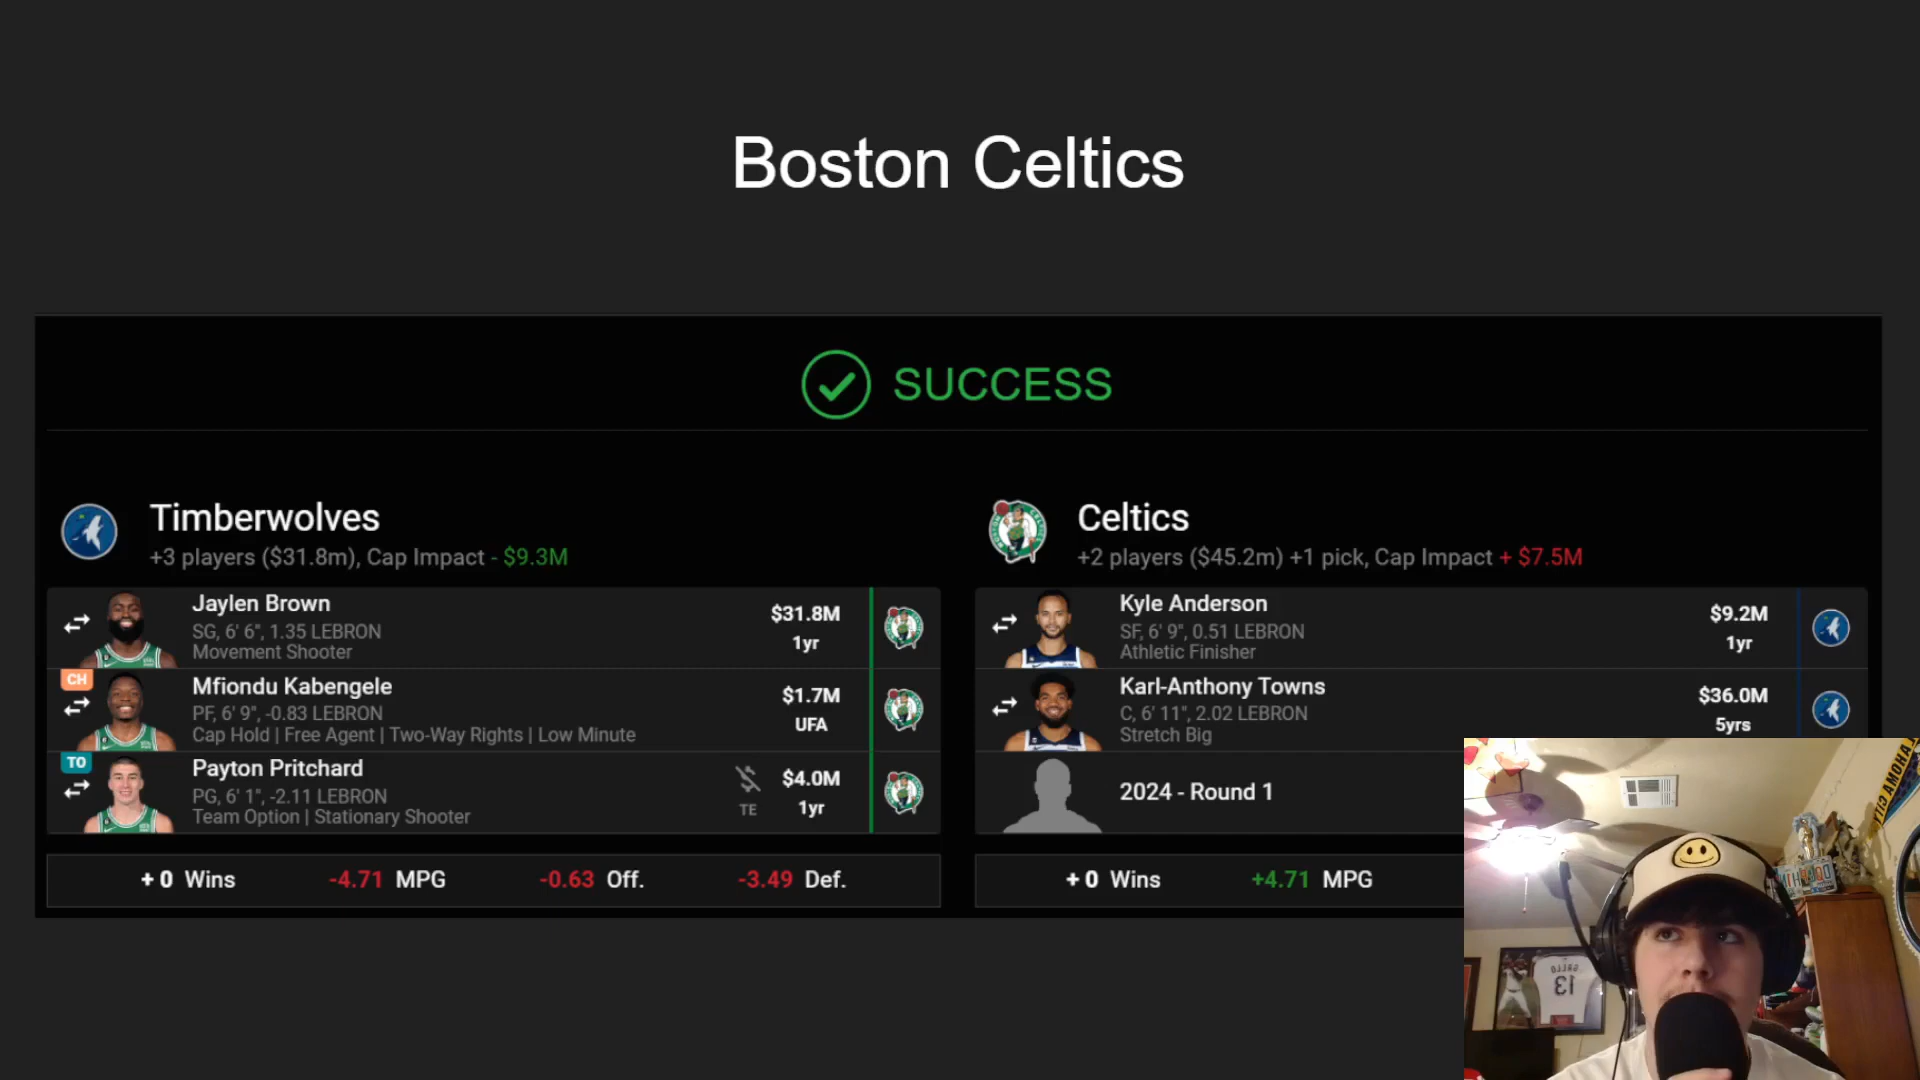 Boston Celtics
SUCCESS
Timberwolves
+3 players ($31.8m), Cap Impact - $9.3M
Jaylen Brown
SG, 6' 6", 1.35 LEBRON
Movement Shooter
$31.8M
1yr
CH
Mfiondu Kabengele
PF, 6' 9", -0.83 LEBRON
Cap Hold | Free Agent | Two-Way Rights | Low Minute
$1.7M
UFA
TO
Payton Pritchard
PG, 6' 1", -2.11 LEBRON
Team Option | Stationary Shooter
TE
$4.0M
1yr
+ 0 Wins -4.71 MPG -0.63 Off. -3.49 Def.
Celtics
+2 players ($45.2m) +1 pick, Cap Impact + $7.5M
Kyle Anderson
SF, 6' 9", 0.51 LEBRON
Athletic Finisher
$9.2M
1yr
Karl-Anthony Towns
C, 6' 11", 2.02 LEBRON
Stretch Big
$36.0M
5yrs
2024 - Round 1
+ 0 Wins +4.71 MPG
GALLO
13